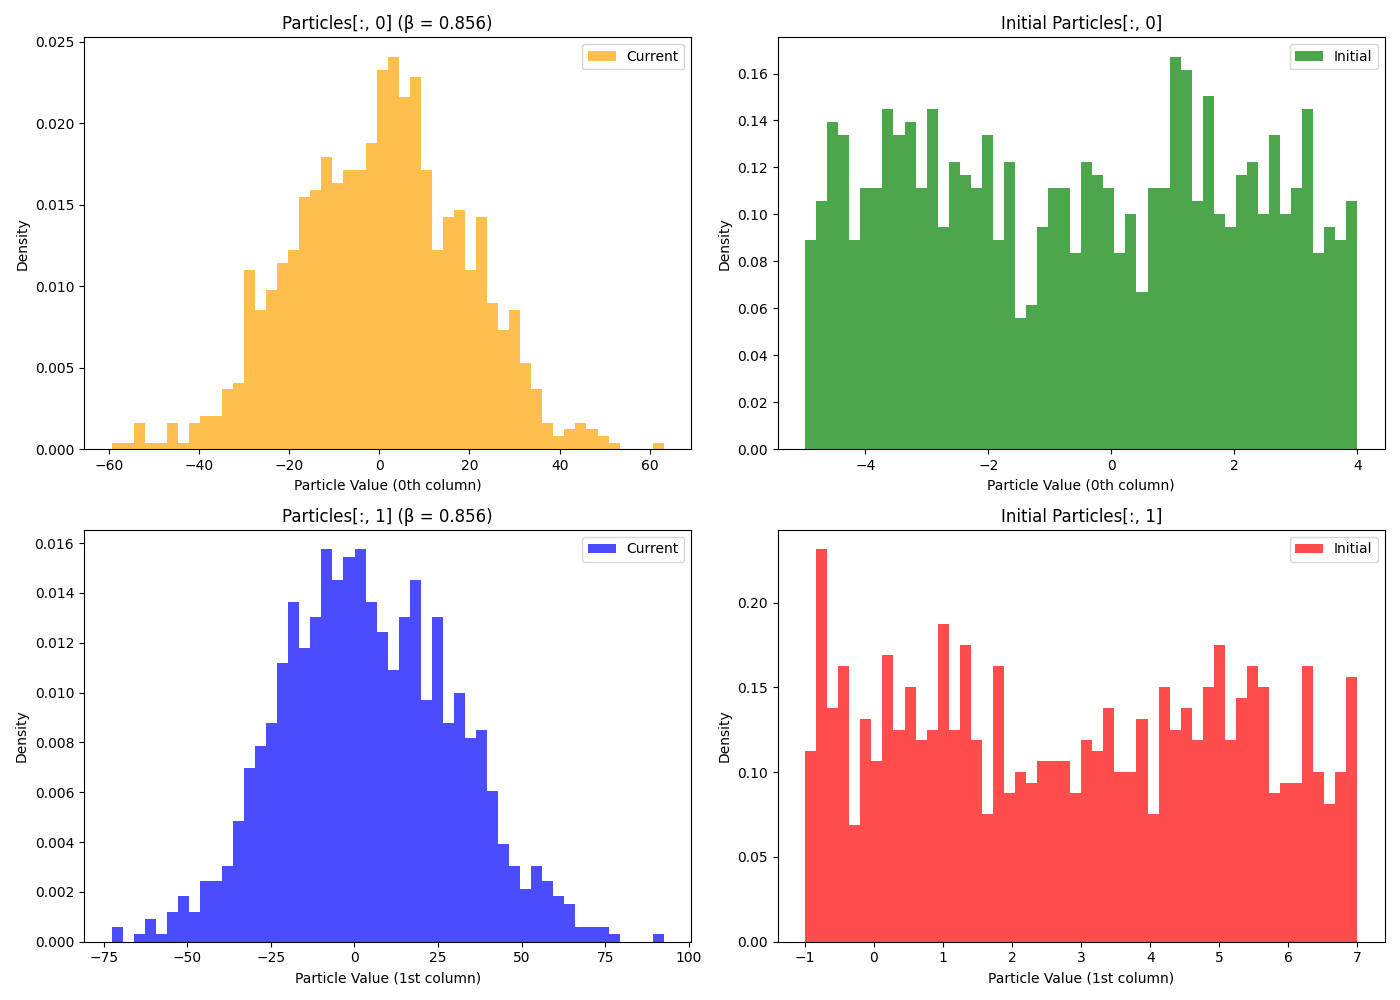 Particles[:, 0] (β = 0.856)
Current
Density
0.025
0.020
0.015
0.010
0.005
0.000
−60 −40 −20 0 20 40 60
Particle Value (0th column)
Initial Particles[:, 0]
Initial
Density
0.16
0.14
0.12
0.10
0.08
0.06
0.04
0.02
0.00
−4 −2 0 2 4
Particle Value (0th column)
Particles[:, 1] (β = 0.856)
Current
Density
0.016
0.014
0.012
0.010
0.008
0.006
0.004
0.002
0.000
−75 −50 −25 0 25 50 75 100
Particle Value (1st column)
Initial Particles[:, 1]
Initial
Density
0.20
0.15
0.10
0.05
0.00
−1 0 1 2 3 4 5 6 7
Particle Value (1st column)